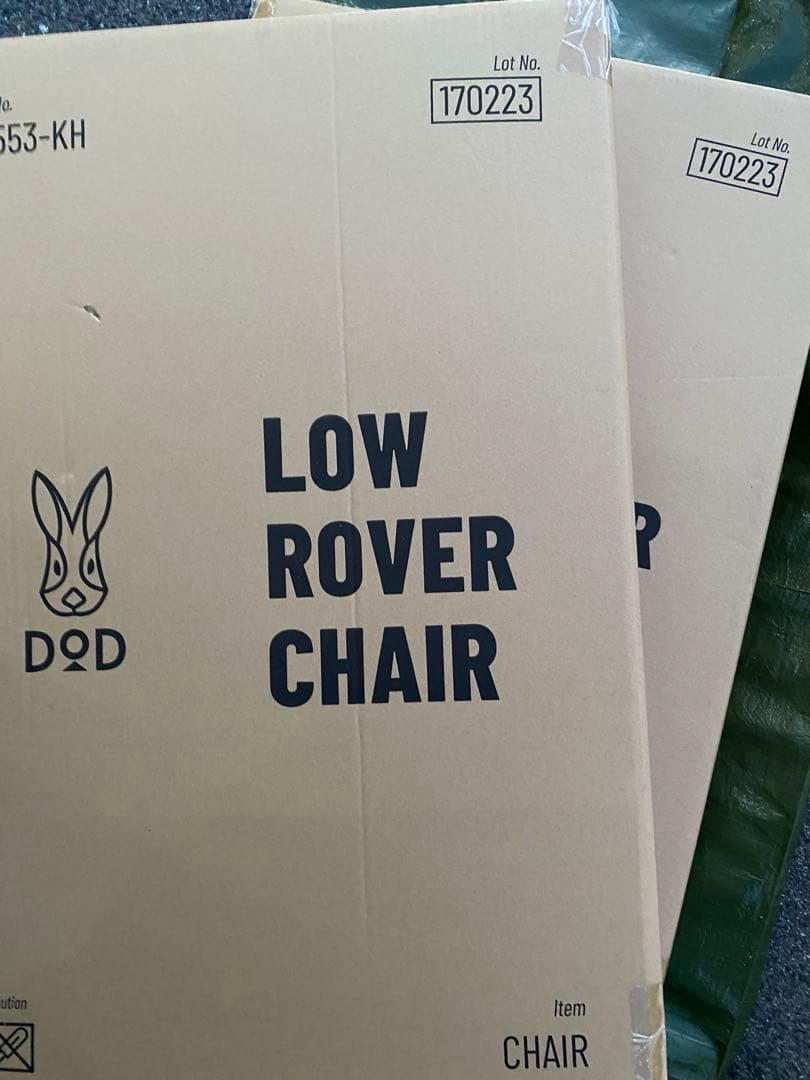 Lot No.
170223
553-KH
Lot No.
170223
LOW
ROVER
CHAIR
R
DOD
Item
CHAIR